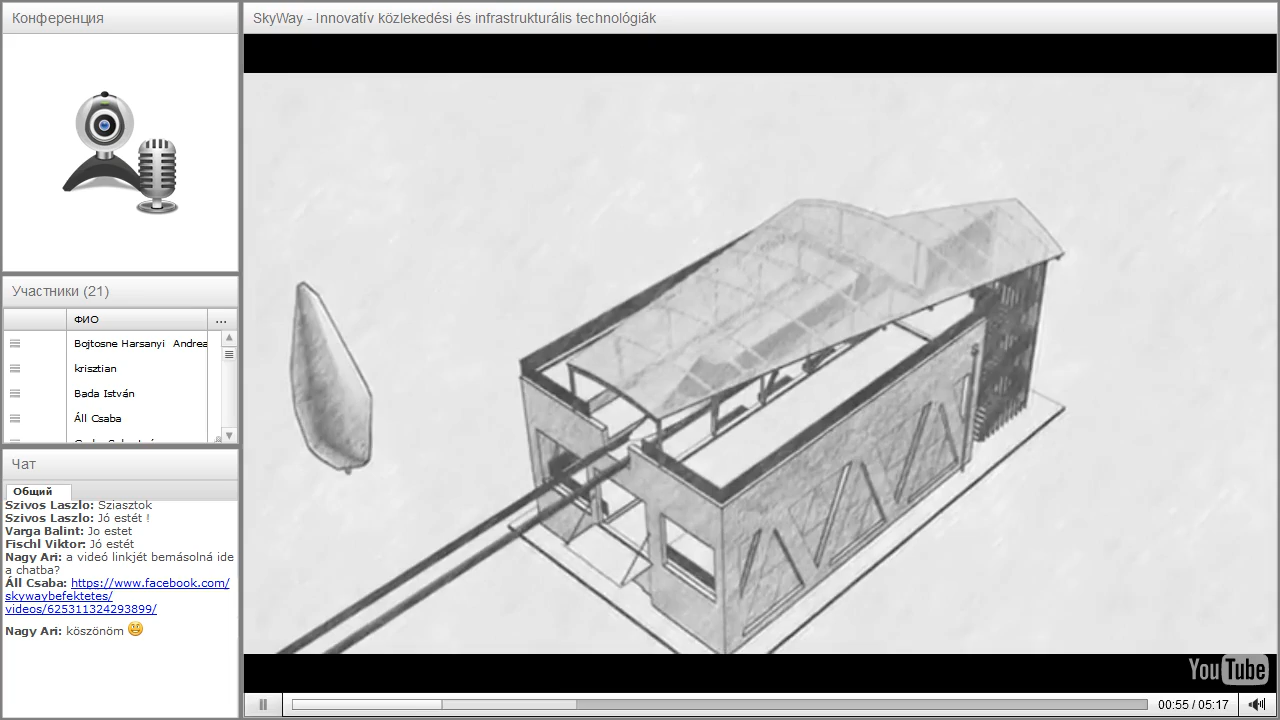 Конференция
SkyWay - Innovatív közlekedési és infrastrukturális technológiák
Участники (21)
ФИО
...
Bojtosne Harsanyi Andrea
krisztian
Bada István
Áll Csaba
Чат
Общий
Szivos Laszlo: Sziasztok
Szivos Laszlo: Jó estét !
Varga Balint: Jo estet
Fischl Viktor: Jó estét
Nagy Ari: a videó linkjét bemásolná ide
a chatba?
Áll Csaba: https://www.facebook.com/
skywaybefektetes/
videos/625311324293899/
Nagy Ari: köszönöm
YouTube
00:55 / 05:17